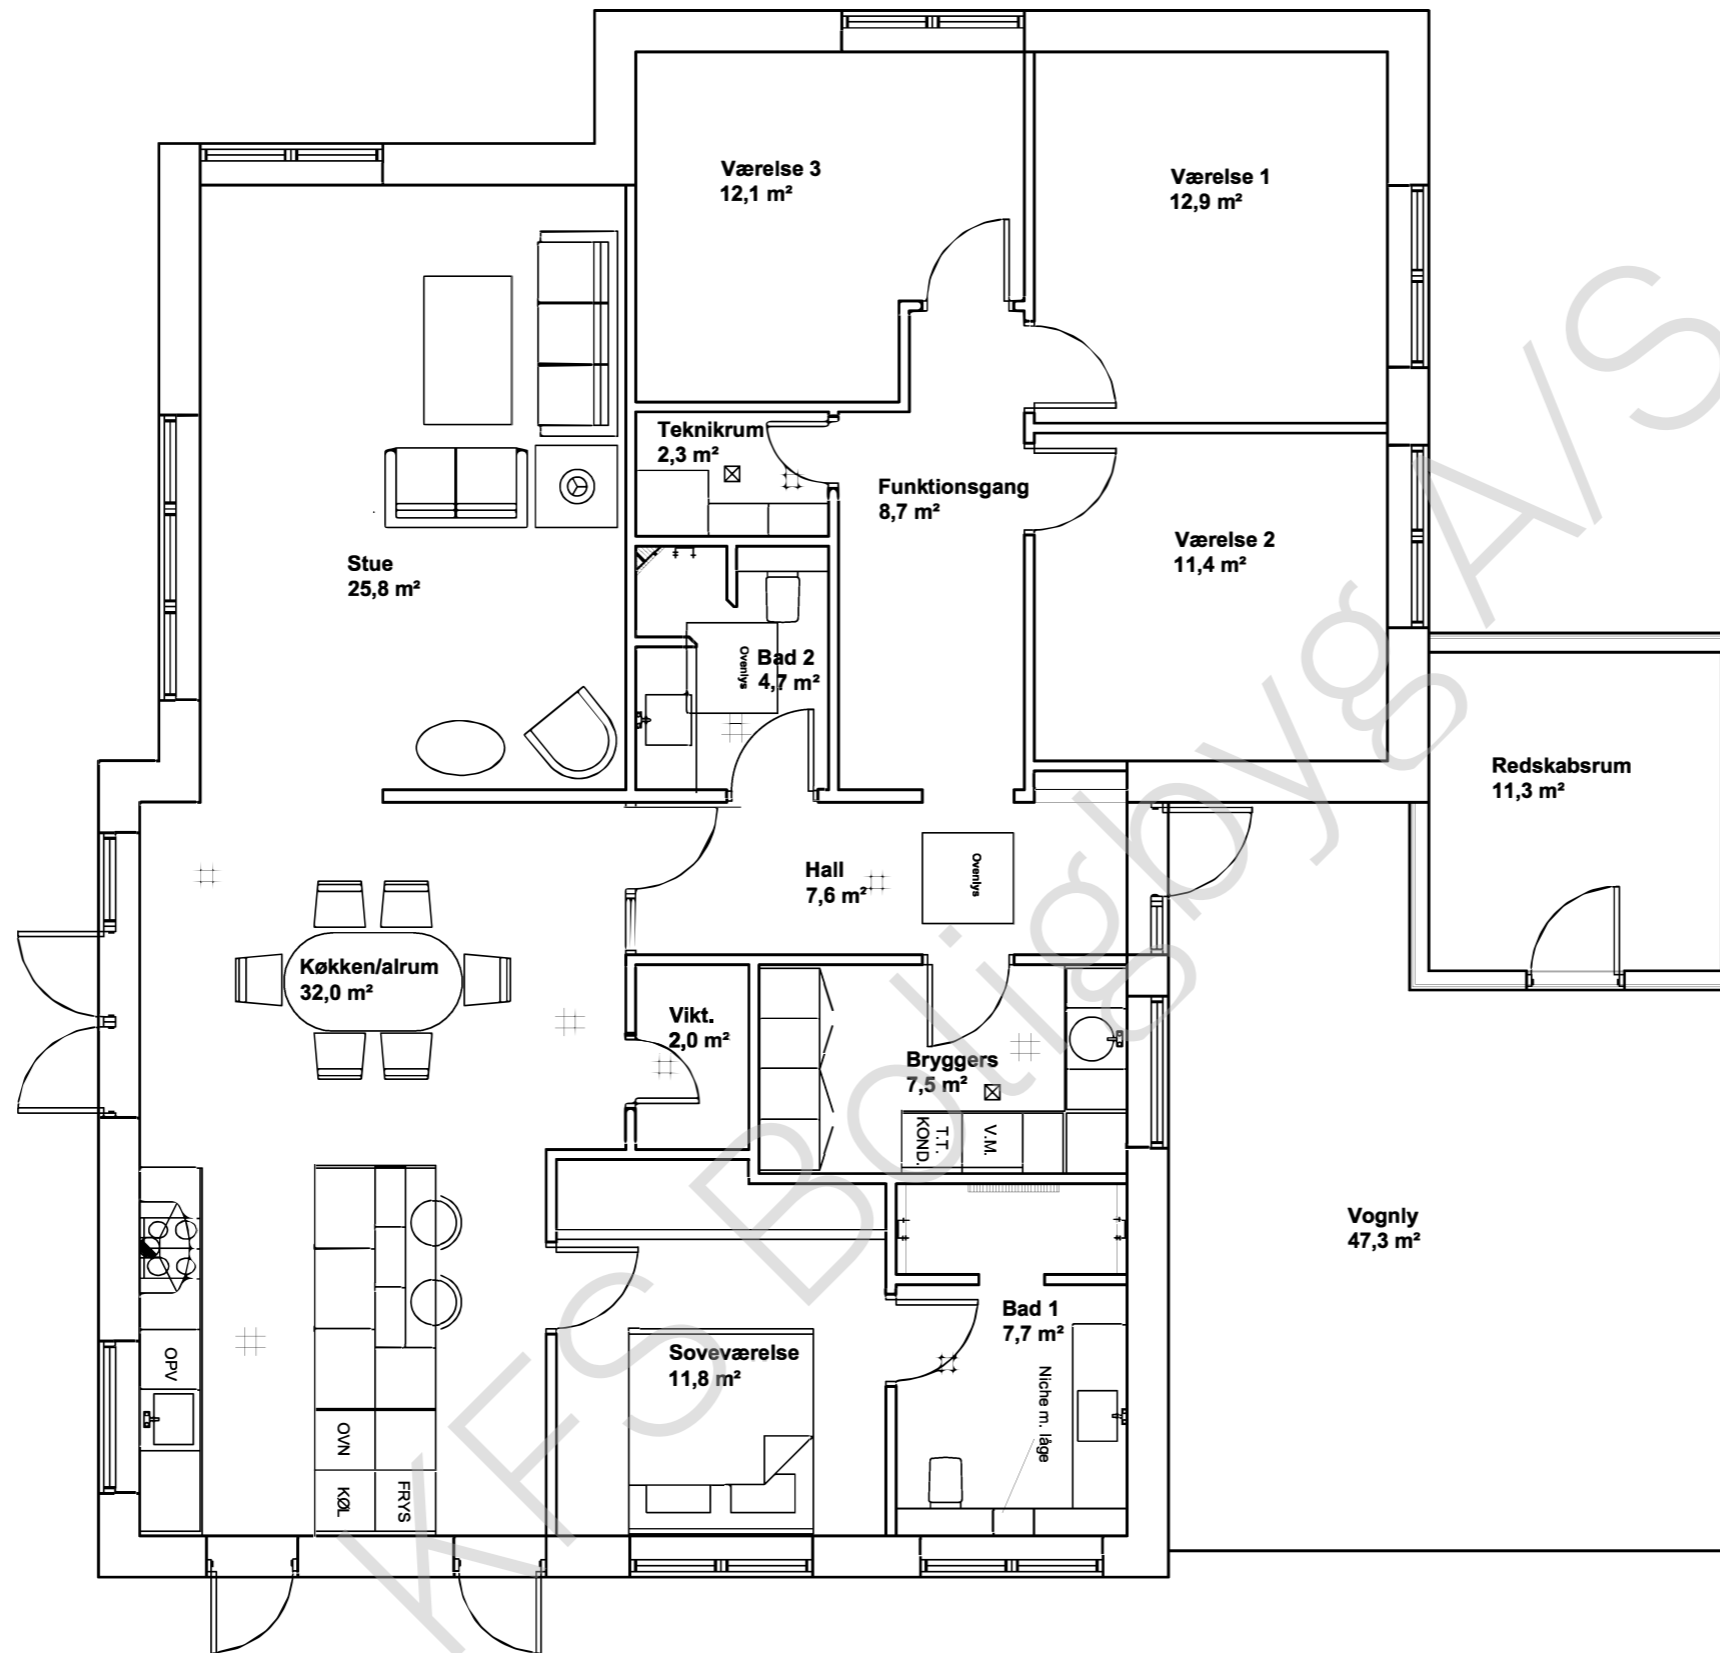 Værelse 3
12,1 m²
Værelse 1
12,9 m²
Teknikrum
2,3 m²
Funktionsgang
8,7 m²
Værelse 2
11,4 m²
Stue
25,8 m²
Ovenlys
Bad 2
4,7 m²
Redskabsrum
11,3 m²
Hall
7,6 m²
Ovenlys
Køkken/alrum
32,0 m²
Vikt.
2,0 m²
Bryggers
7,5 m²
T.T.
KOND.
V.M.
Vognly
47,3 m²
Bad 1
7,7 m²
Niche m. låge
Soveværelse
11,8 m²
OPV
OVN
KØL
FRYS
KFS Boligbyg A/S